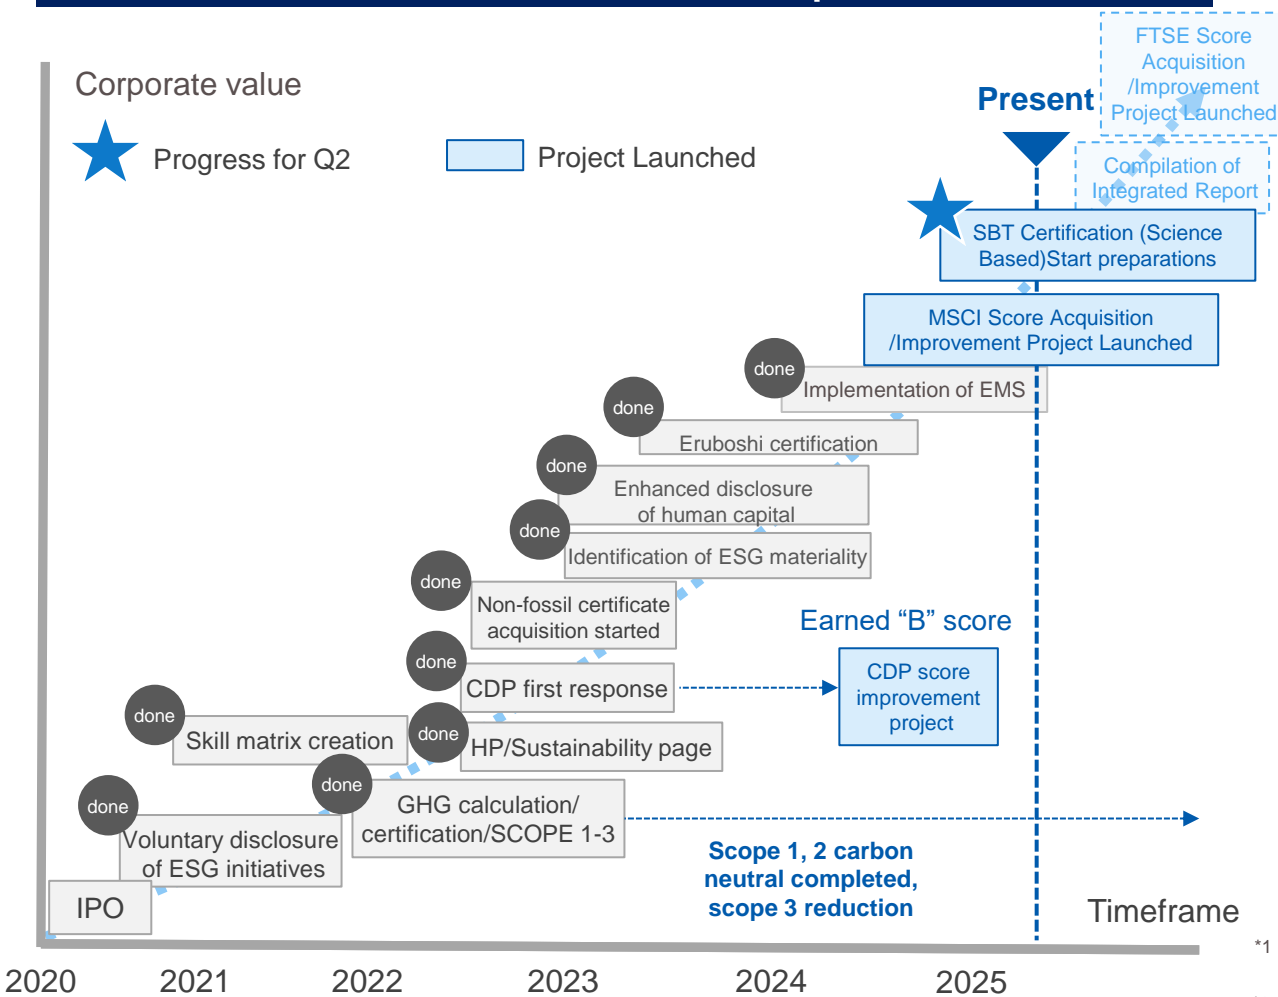 Corporate value
Progress for Q2
Project Launched
Present
FTSE Score
Acquisition
/Improvement
Project Launched
Compilation of
Integrated Report
SBT Certification (Science
Based)Start preparations
MSCI Score Acquisition
/Improvement Project Launched
done
Implementation of EMS
done
Eruboshi certification
done
Enhanced disclosure
of human capital
done
Identification of ESG materiality
done
Non-fossil certificate
acquisition started
Earned “B” score
done
CDP first response
CDP score
improvement
project
done
Skill matrix creation
done
HP/Sustainability page
done
GHG calculation/
certification/SCOPE 1-3
done
Voluntary disclosure
of ESG initiatives
Scope 1, 2 carbon
neutral completed,
scope 3 reduction
IPO
Timeframe
*1
2020
2021
2022
2023
2024
2025